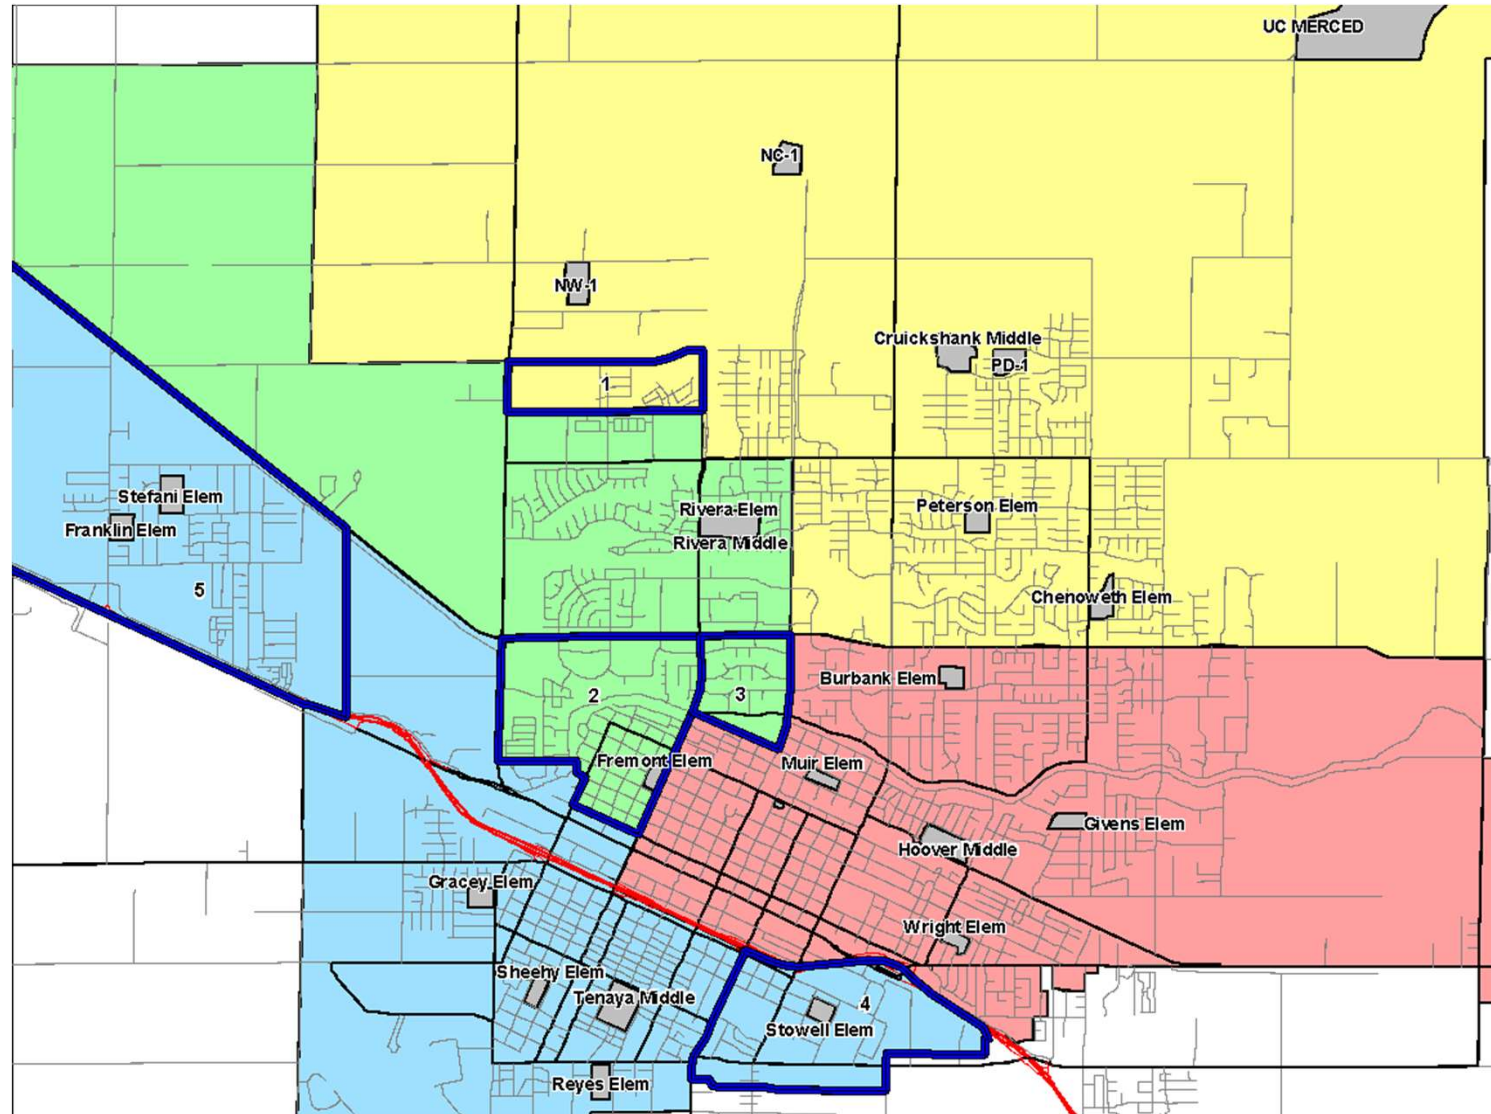 UC MERCED
NC-1
NW-1
Cruickshank Middle
PD-1
1
Stefani Elem
Franklin Elem
Rivera Elem
Rivera Middle
Peterson Elem
5
Chenoweth Elem
2
3
Burbank Elem
Fremont Elem
Muir Elem
Givens Elem
Hoover Middle
Gracey Elem
Wright Elem
Sheehy Elem
Tenaya Middle
4
Stowell Elem
Reyes Elem